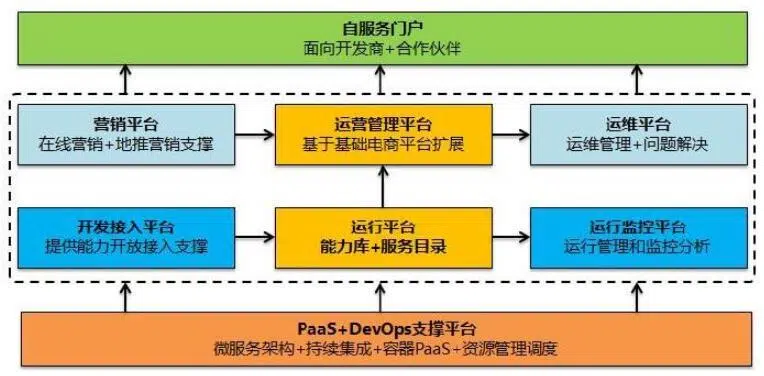 自服务门户
面向开发商+合作伙伴
营销平台
在线营销+地推营销支撑
运营管理平台
基于基础电商平台扩展
运维平台
运维管理+问题解决
开发接入平台
提供能力开放接入支撑
运行平台
能力库+服务目录
运行监控平台
运行管理和监控分析
PaaS+DevOps支撑平台
微服务架构+持续集成+容器PaaS+资源管理调度